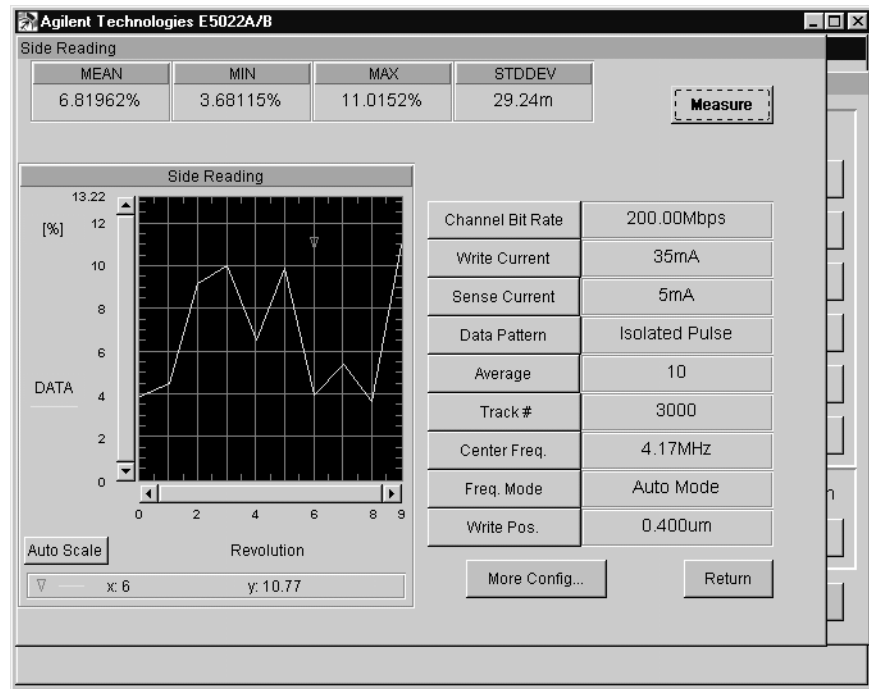 Agilent Technologies E5022A/B
Side Reading
MEAN MIN MAX STDDEV
6.81962% 3.68115% 11.0152% 29.24m
Measure
Side Reading
13.22
[%]
12
10
8
6
DATA
4
2
0
0 2 4 6 8 9
Auto Scale
Revolution
x: 6 y: 10.77
Channel Bit Rate 200.00Mbps
Write Current 35mA
Sense Current 5mA
Data Pattern Isolated Pulse
Average 10
Track # 3000
Center Freq. 4.17MHz
Freq. Mode Auto Mode
Write Pos. 0.400um
More Config... Return